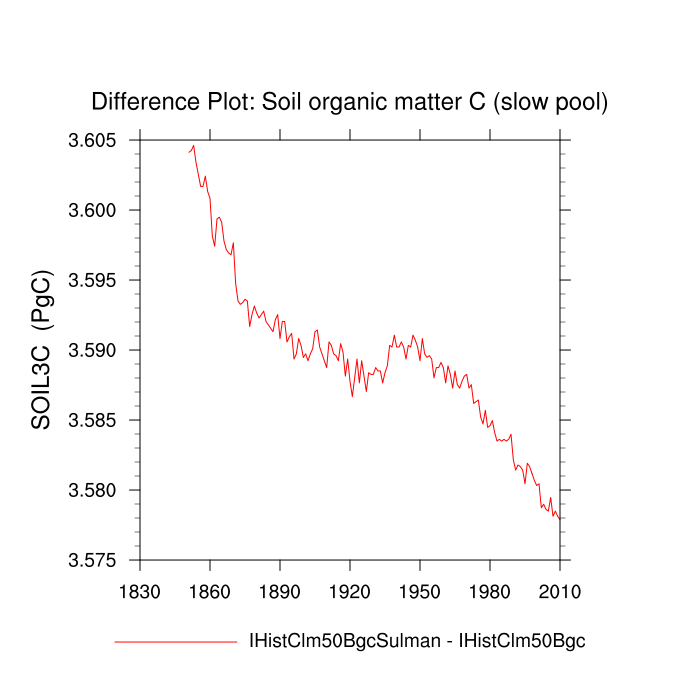 Difference Plot: Soil organic matter C (slow pool)
SOIL3C (PgC)
3.605
3.600
3.595
3.590
3.585
3.580
3.575
1830 1860 1890 1920 1950 1980 2010
IHistClm50BgcSulman - IHistClm50Bgc